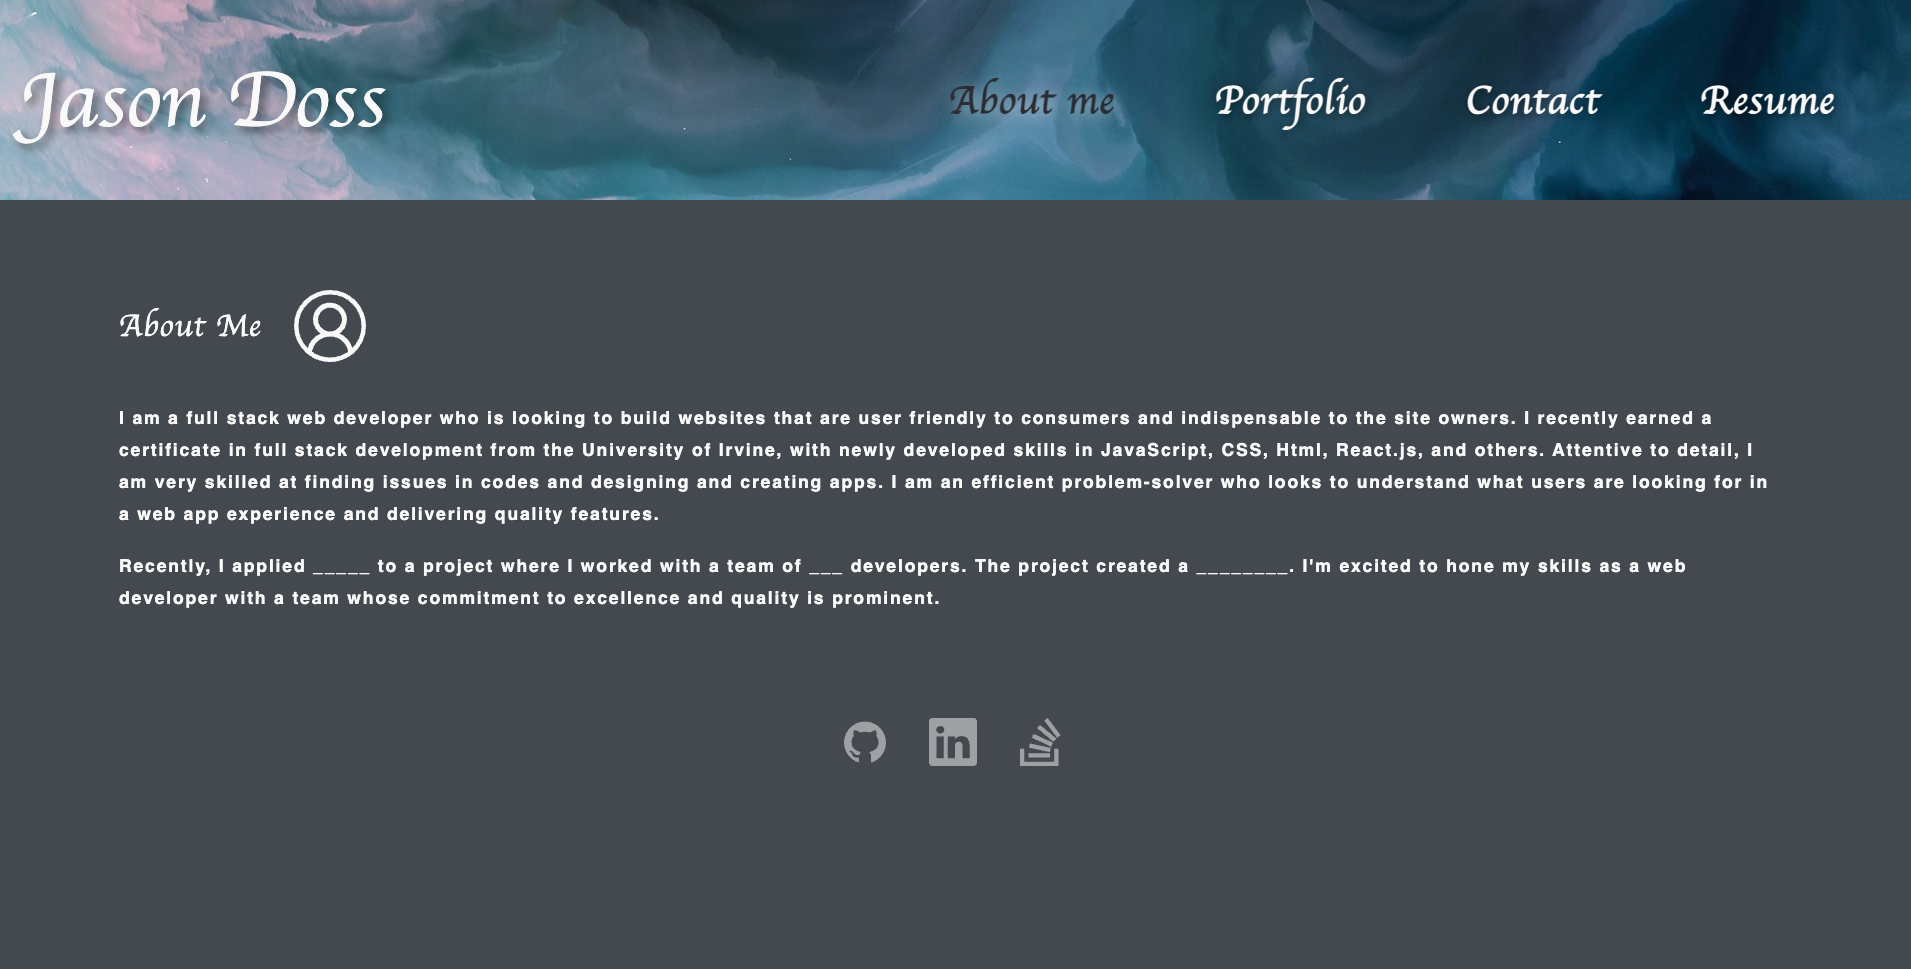 Jason Doss
About me
Portfolio
Contact
Resume
About Me
I am a full stack web developer who is looking to build websites that are user friendly to consumers and indispensable to the site owners. I recently earned a
certificate in full stack development from the University of Irvine, with newly developed skills in JavaScript, CSS, Html, React.js, and others. Attentive to detail, I
am very skilled at finding issues in codes and designing and creating apps. I am an efficient problem-solver who looks to understand what users are looking for in
a web app experience and delivering quality features.
Recently, I applied _____ to a project where I worked with a team of ___ developers. The project created a ________. I'm excited to hone my skills as a web
developer with a team whose commitment to excellence and quality is prominent.
in